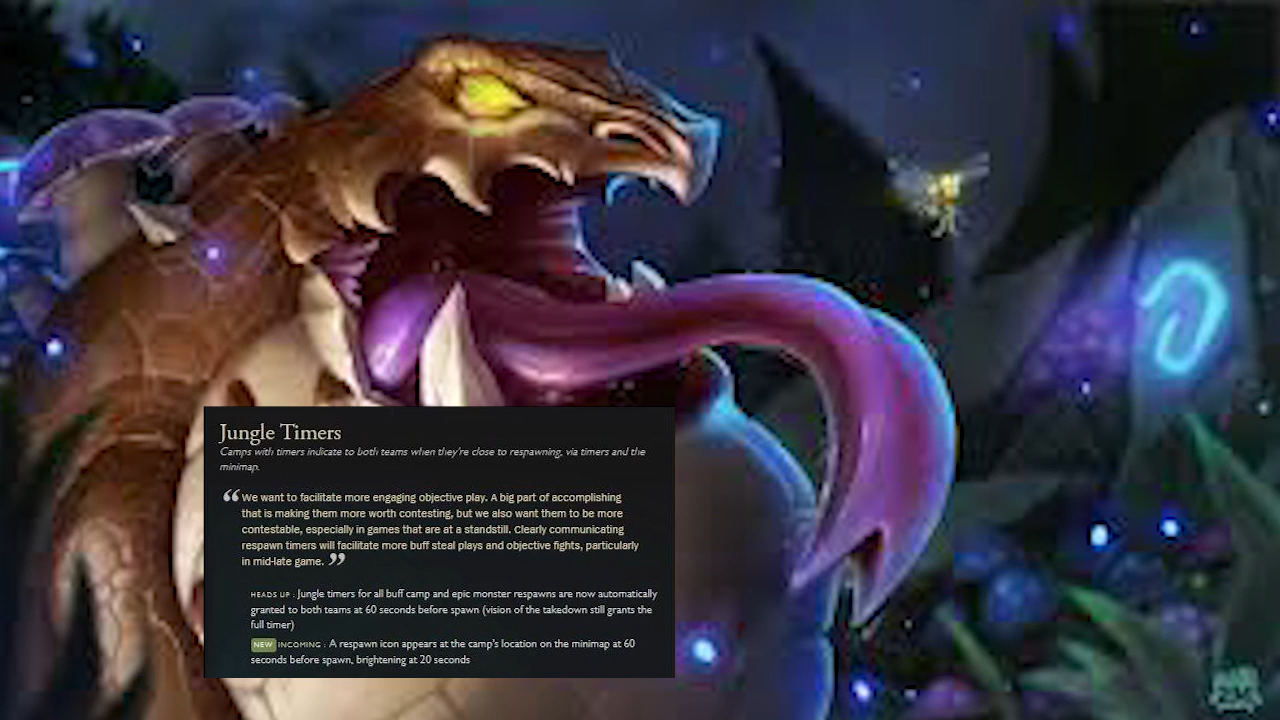 Jungle Timers
Camps with timers indicate to both teams when they're close to respawning, via timers and the
minimap.
“We want to facilitate more engaging objective play. A big part of accomplishing
that is making them more worth contesting, but we also want them to be more
contestable, especially in games that are at a standstill. Clearly communicating
respawn timers will facilitate more buff steal plays and objective fights, particularly
in mid-late game.”
HEADS UP : Jungle timers for all buff camp and epic monster respawns are now automatically
granted to both teams at 60 seconds before spawn (vision of the takedown still grants the
full timer)
NEW INCOMING : A respawn icon appears at the camp's location on the minimap at 60
seconds before spawn, brightening at 20 seconds